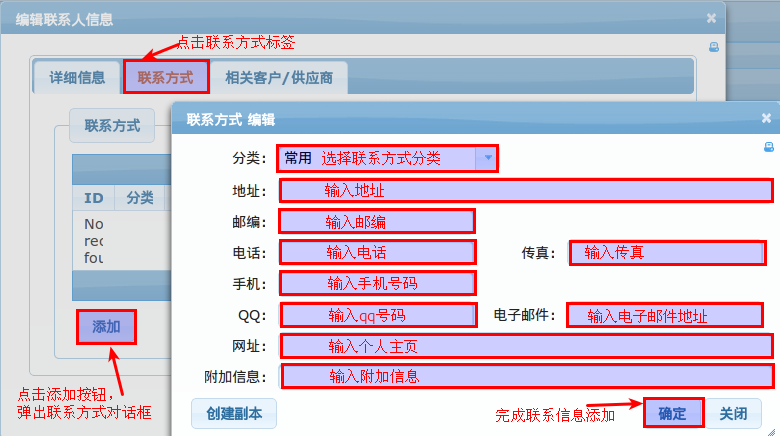 编辑联系人信息
点击联系方式标签
详细信息 联系方式 相关客户/供应商
联系方式
ID 分类
No
rec
fou
添加
点击添加按钮，
弹出联系方式对话框
联系方式 编辑
分类： 常用 选择联系方式分类
地址： 输入地址
邮编： 输入邮编
电话： 输入电话 传真： 输入传真
手机： 输入手机号码
QQ： 输入qq号码 电子邮件： 输入电子邮件地址
网址： 输入个人主页
附加信息： 输入附加信息
创建副本 完成联系信息添加 确定 关闭